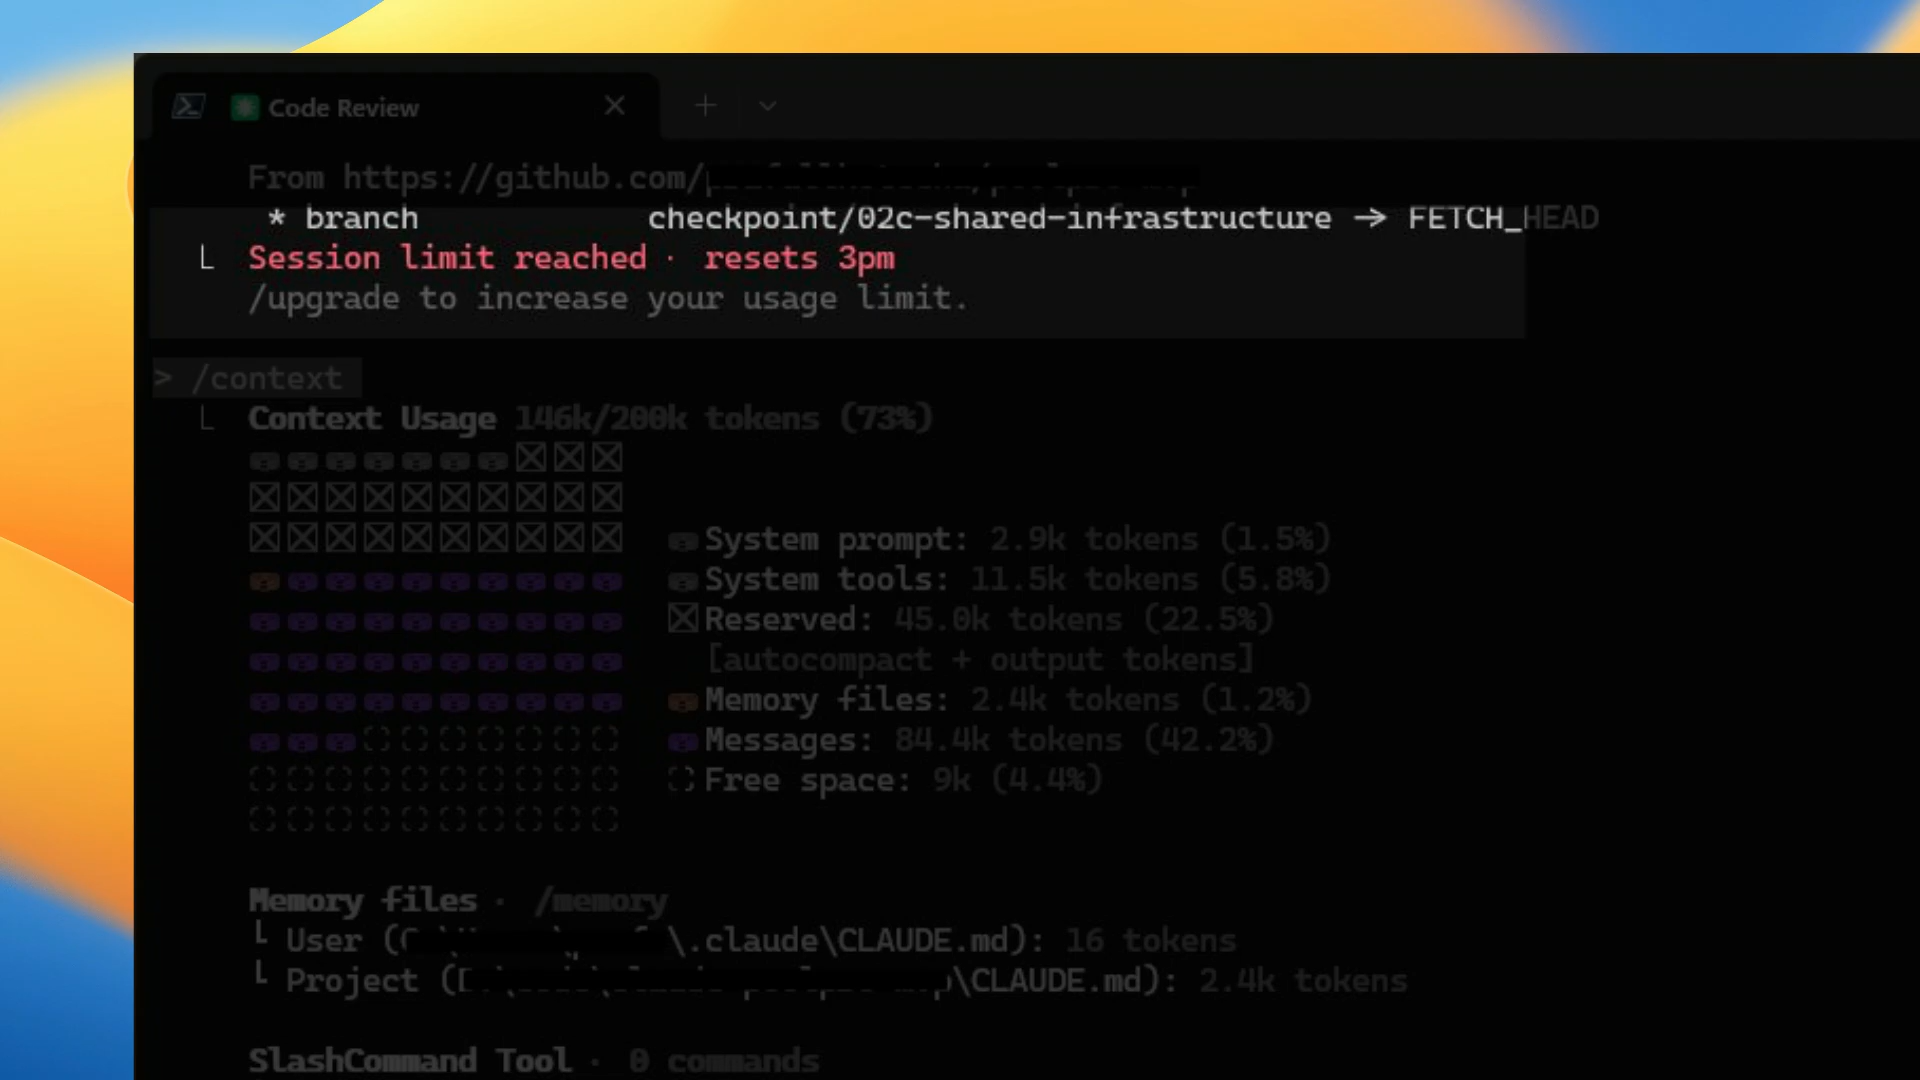 Code Review
From https://github.com/
* branch checkpoint/02c-shared-infrastructure -> FETCH_HEAD
└ Session limit reached · resets 3pm
/upgrade to increase your usage limit.
> /context
└ Context Usage 146k/200k tokens (73%)
System prompt: 2.9k tokens (1.5%)
System tools: 11.5k tokens (5.8%)
Reserved: 45.0k tokens (22.5%)
[autocompact + output tokens]
Memory files: 2.4k tokens (1.2%)
Messages: 84.4k tokens (42.2%)
Free space: 9k (4.4%)
Memory files · /memory
└ User (\.claude\CLAUDE.md): 16 tokens
└ Project (\CLAUDE.md): 2.4k tokens
SlashCommand Tool · 0 commands